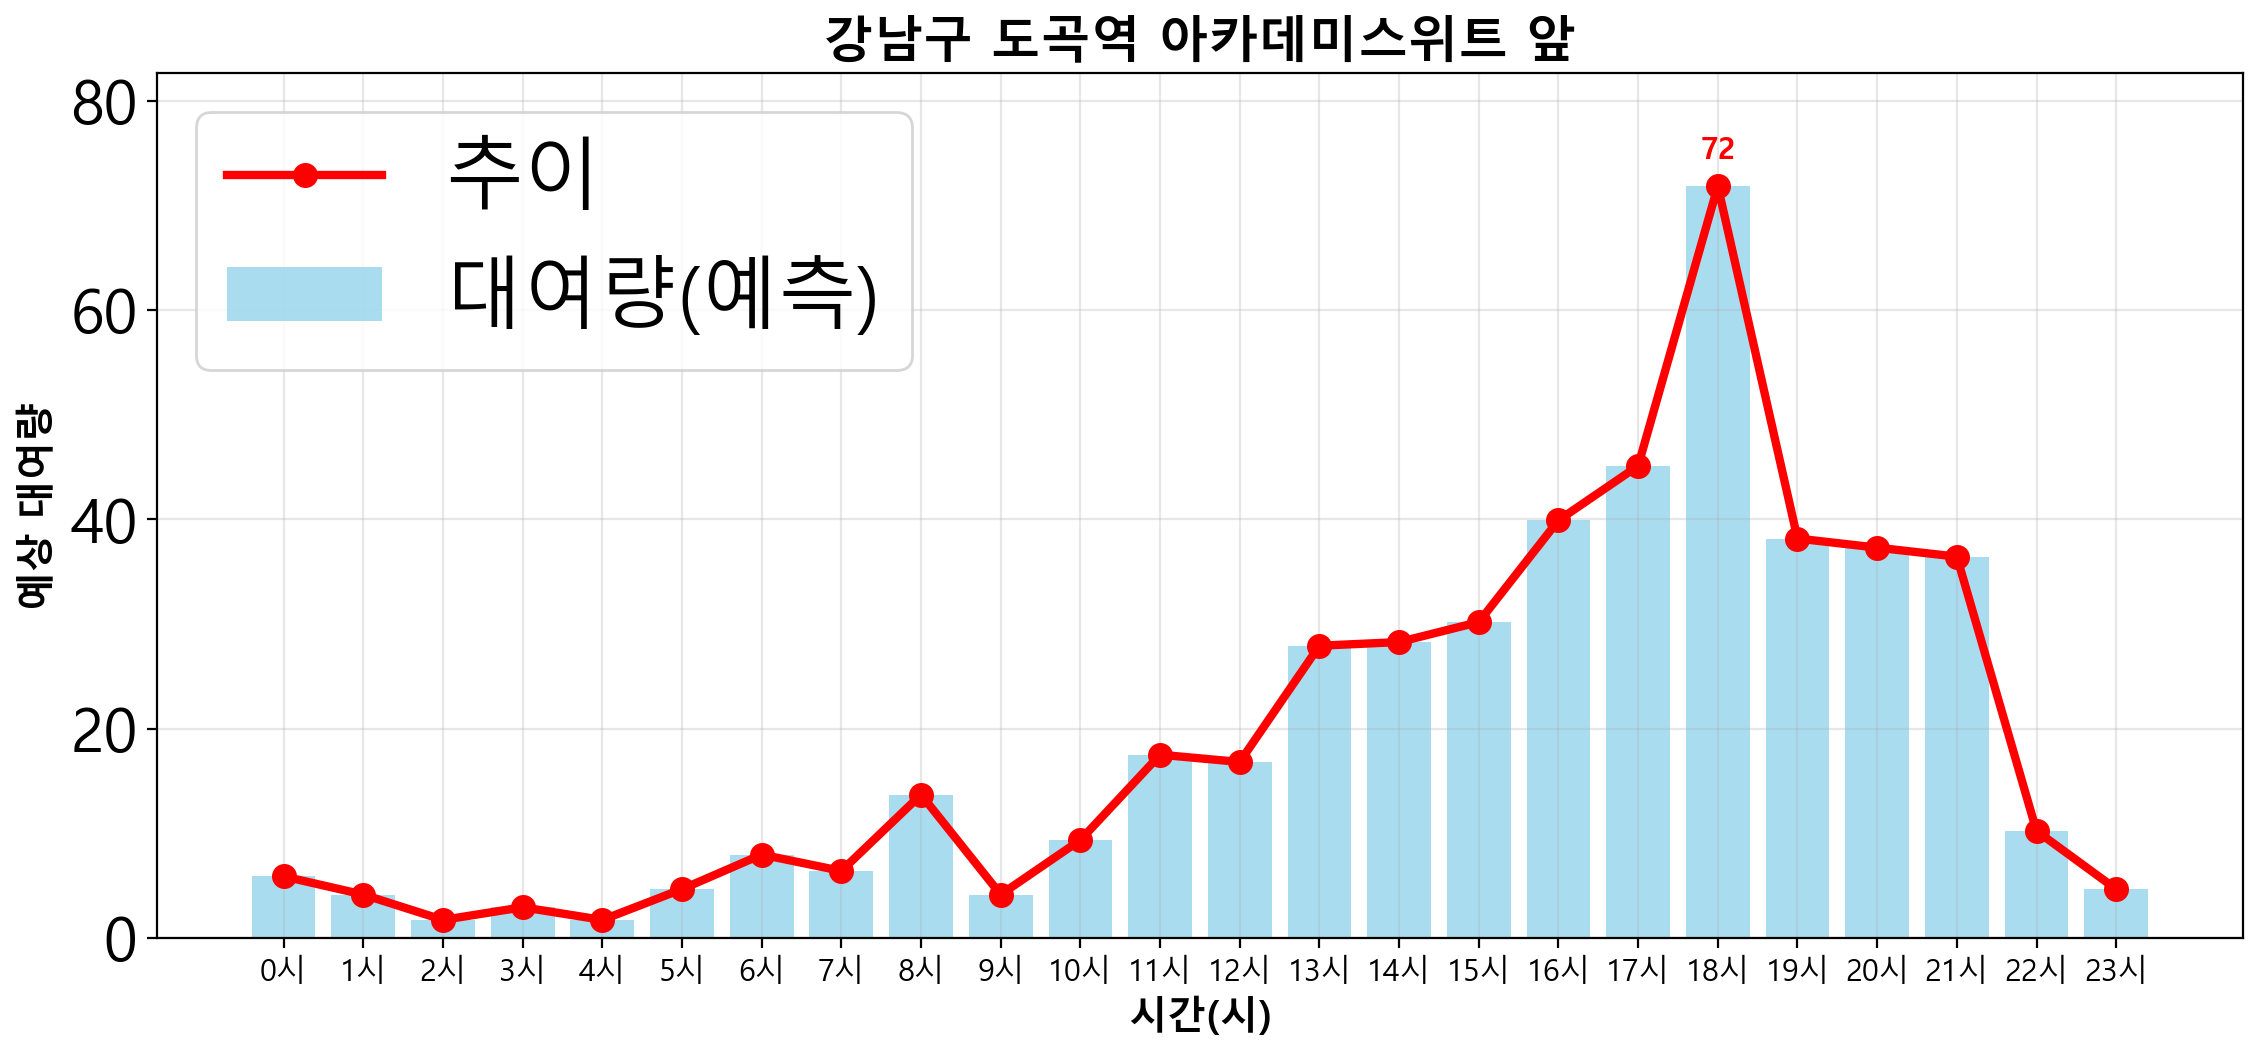 강남구 도곡역 아카데미스위트 앞
추이
대여량(예측)
예상 대여량
80
60
40
20
0
72
0시 1시 2시 3시 4시 5시 6시 7시 8시 9시 10시 11시 12시 13시 14시 15시 16시 17시 18시 19시 20시 21시 22시 23시
시간(시)